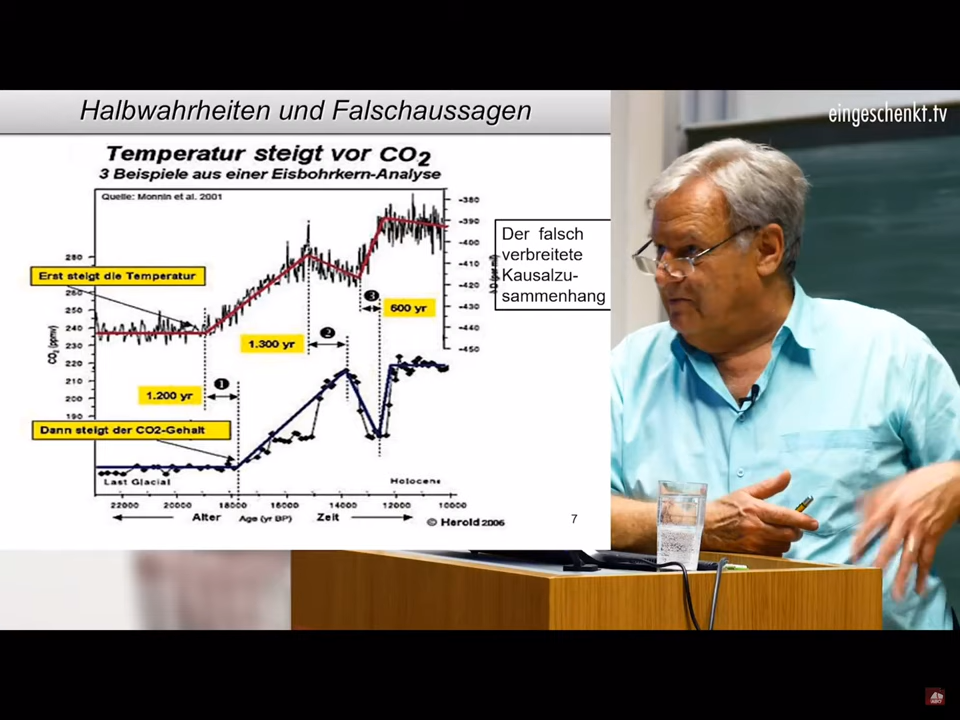 Halbwahrheiten und Falschaussagen
eingeschenkt.tv
Temperatur steigt vor CO2
3 Beispiele aus einer Eisbohrkern-Analyse
Quelle: Monnin et al. 2001
-380
-390
-400
-410
-420
-430
-440
-450
Der falsch
verbreitete
Kausalzu-
sammenhang
280
Erst steigt die Temperatur
260
250
240
230
220
210
200
190
CO2 (ppmv)
❸
600 yr
❷
1.300 yr
❶
1.200 yr
Dann steigt der CO2-Gehalt
Last Glacial
Holocene
22000
20000
18000
16000
14000
12000
10000
Alter
Age (yr BP)
Zeit
© Herold 2006
7